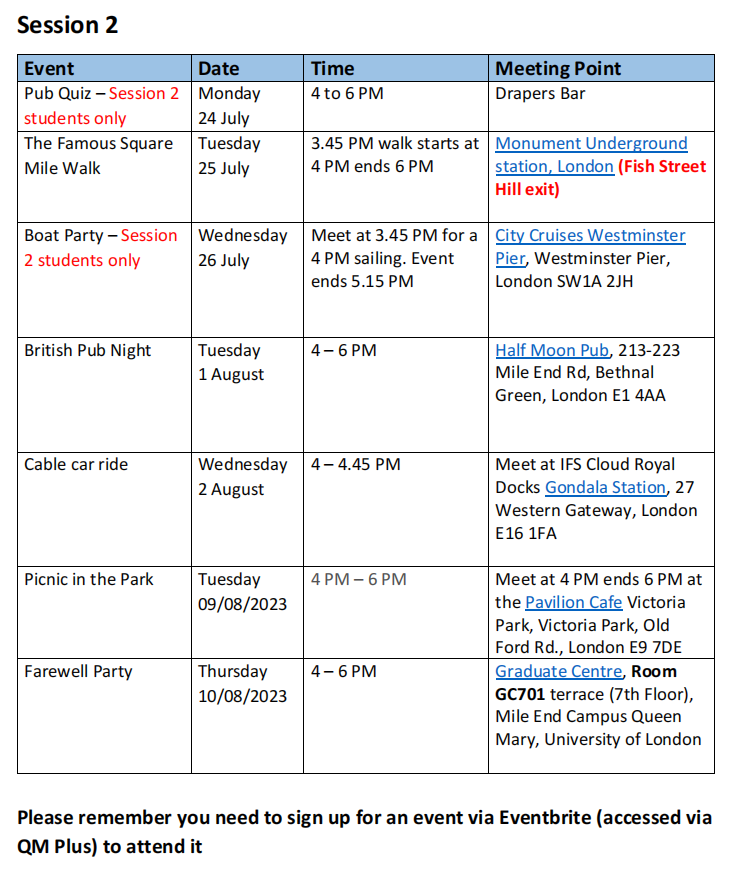 Session 2
Event Date Time Meeting Point
Pub Quiz – Session 2
students only
Monday
24 July
4 to 6 PM
Drapers Bar
The Famous Square
Mile Walk
Tuesday
25 July
3.45 PM walk starts at
4 PM ends 6 PM
Monument Underground
station, London (Fish Street
Hill exit)
Boat Party – Session
2 students only
Wednesday
26 July
Meet at 3.45 PM for a
4 PM sailing. Event
ends 5.15 PM
City Cruises Westminster
Pier, Westminster Pier,
London SW1A 2JH
British Pub Night
Tuesday
1 August
4 – 6 PM
Half Moon Pub, 213-223
Mile End Rd, Bethnal
Green, London E1 4AA
Cable car ride
Wednesday
2 August
4 – 4.45 PM
Meet at IFS Cloud Royal
Docks Gondala Station, 27
Western Gateway, London
E16 1FA
Picnic in the Park
Tuesday
09/08/2023
4 PM – 6 PM
Meet at 4 PM ends 6 PM at
the Pavilion Cafe Victoria
Park, Victoria Park, Old
Ford Rd., London E9 7DE
Farewell Party
Thursday
10/08/2023
4 – 6 PM
Graduate Centre, Room
GC701 terrace (7th Floor),
Mile End Campus Queen
Mary, University of London
Please remember you need to sign up for an event via Eventbrite (accessed via
QM Plus) to attend it